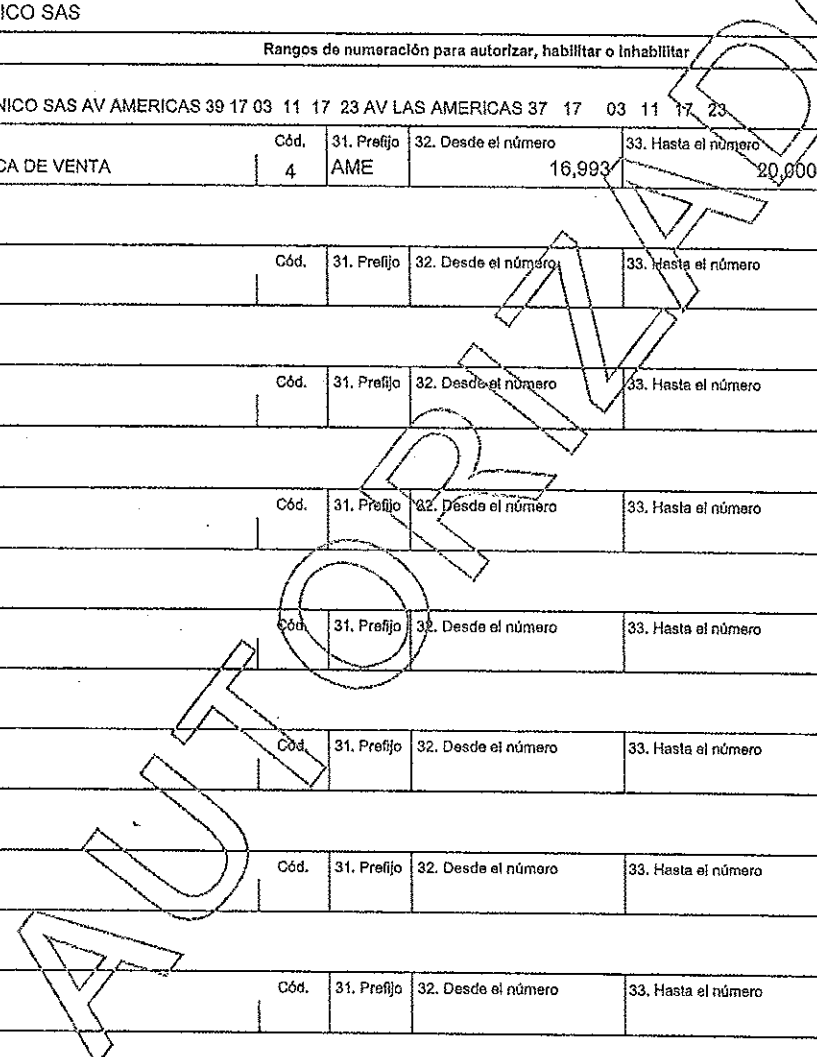 ICO SAS
Rangos de numeración para autorizar, habilitar o inhabilitar
NICO SAS AV AMERICAS 39 17 03 11 17 23 AV LAS AMERICAS 37 17 03 11 17 23
Cód. 31. Prefijo 32. Desde el número 33. Hasta el número
CA DE VENTA 4 AME 16,993 20,000
Cód. 31. Prefijo 32. Desde el número 33. Hasta el número
Cód. 31. Prefijo 32. Desde el número 33. Hasta el número
Cód. 31. Prefijo 32. Desde el número 33. Hasta el número
Cód. 31. Prefijo 32. Desde el número 33. Hasta el número
Cód. 31. Prefijo 32. Desde el número 33. Hasta el número
Cód. 31. Prefijo 32. Desde el número 33. Hasta el número
Cód. 31. Prefijo 32. Desde el número 33. Hasta el número
AUTORIZAD